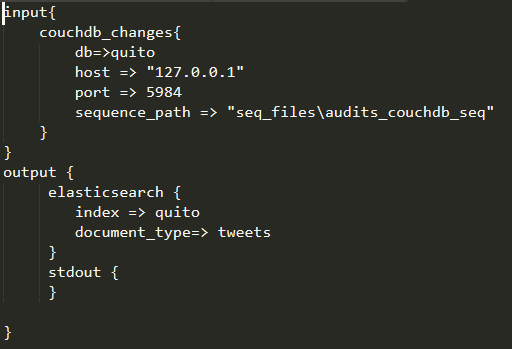 input{
    couchdb_changes{
        db=>quito
        host => "127.0.0.1"
        port => 5984
        sequence_path => "seq_files\audits_couchdb_seq"
    }
}
output {
     elasticsearch {
        index => quito
        document_type=> tweets
     }
     stdout {
     }
}